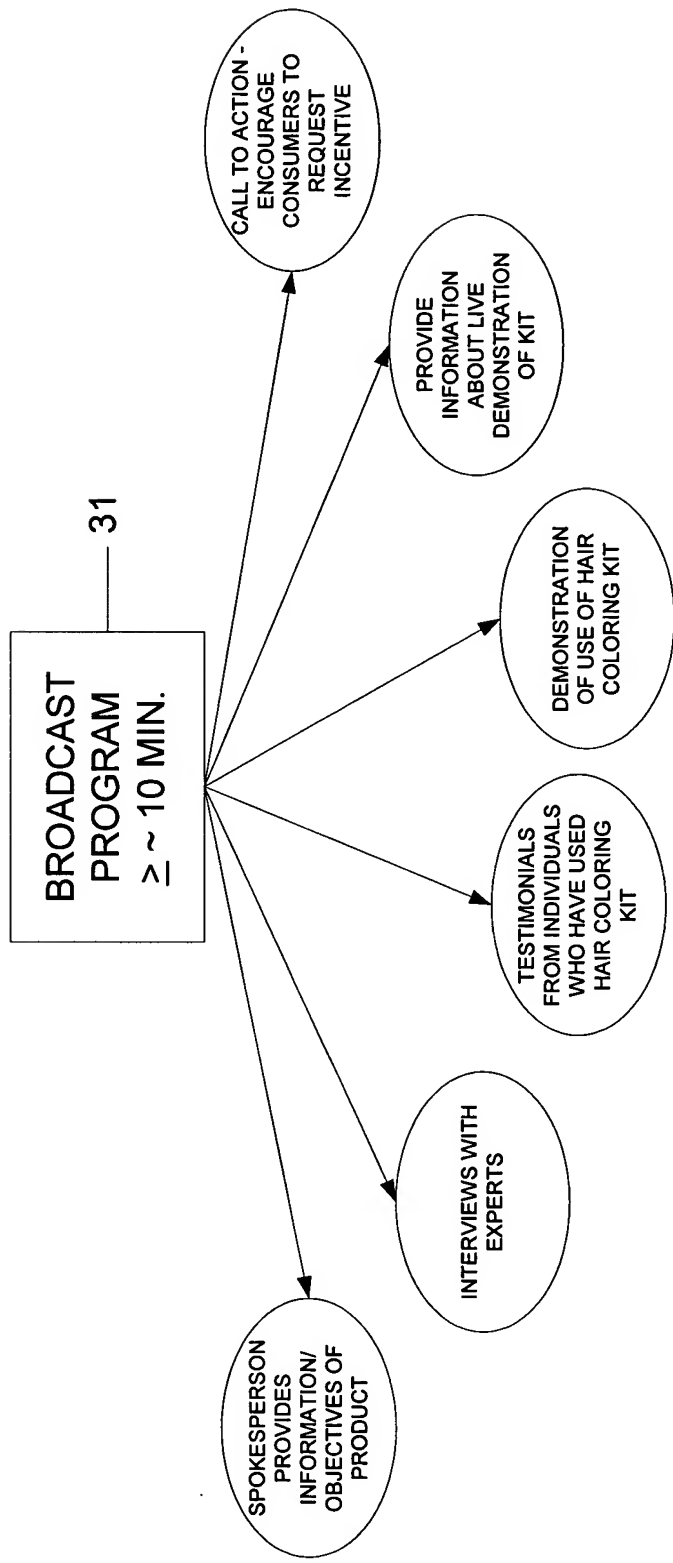 BROADCAST
PROGRAM
≥ ~ 10 MIN.
31
SPOKESPERSON
PROVIDES
INFORMATION/
OBJECTIVES OF
PRODUCT
INTERVIEWS WITH
EXPERTS
TESTIMONIALS
FROM INDIVIDUALS
WHO HAVE USED
HAIR COLORING
KIT
DEMONSTRATION
OF USE OF HAIR
COLORING KIT
PROVIDE
INFORMATION
ABOUT LIVE
DEMONSTRATION
OF KIT
CALL TO ACTION -
ENCOURAGE
CONSUMERS TO
REQUEST
INCENTIVE